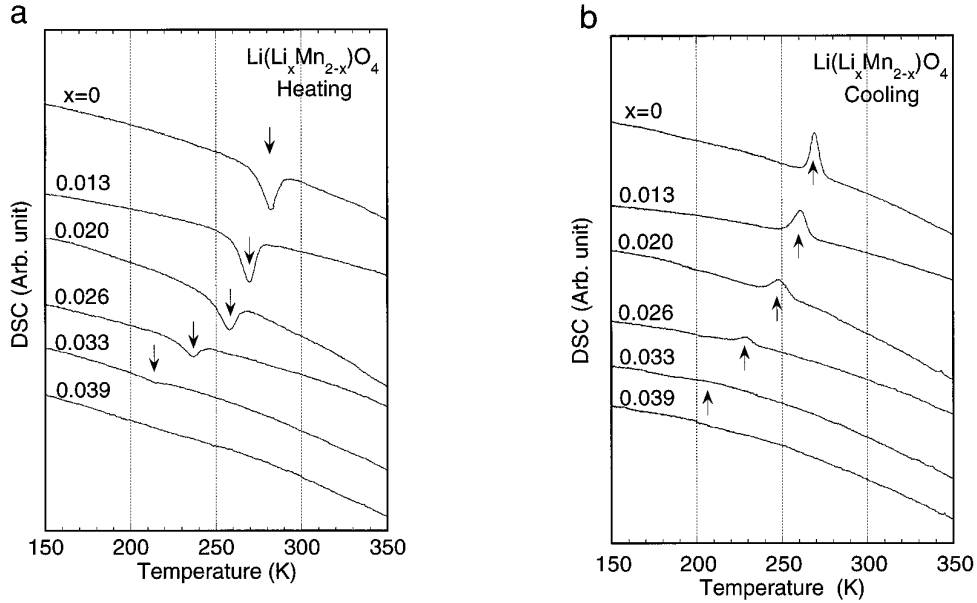 a
Li(LixMn2-x)O4
Heating
x=0
0.013
0.020
0.026
0.033
0.039
DSC (Arb. unit)
150 200 250 300 350
Temperature (K)
b
Li(LixMn2-x)O4
Cooling
x=0
0.013
0.020
0.026
0.033
0.039
DSC (Arb. unit)
150 200 250 300 350
Temperature (K)